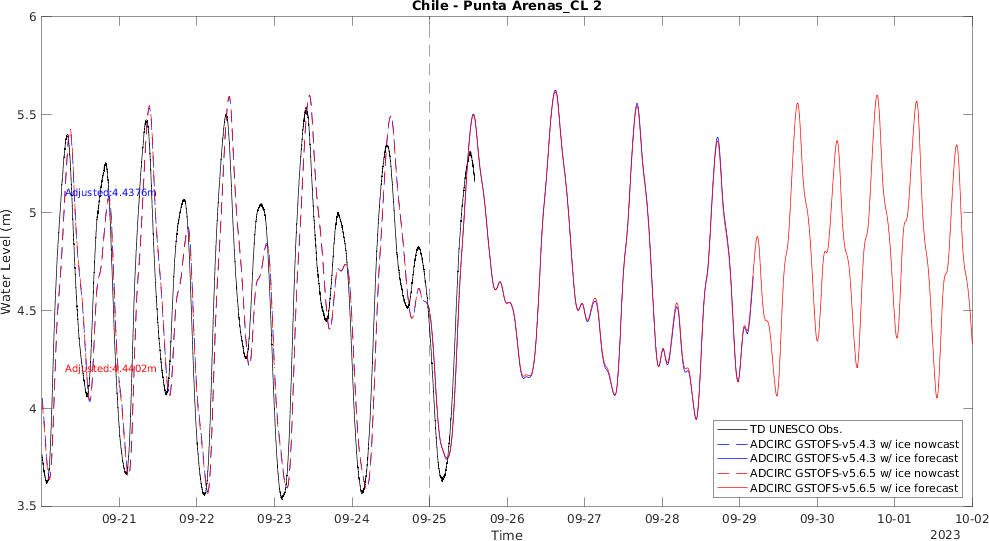 Chile - Punta Arenas_CL 2
Water Level (m)
6
5.5
5
4.5
4
3.5
Adjusted:4.4376m
Adjusted:4.4402m
TD UNESCO Obs.
ADCIRC GSTOFS-v5.4.3 w/ ice nowcast
ADCIRC GSTOFS-v5.4.3 w/ ice forecast
ADCIRC GSTOFS-v5.6.5 w/ ice nowcast
ADCIRC GSTOFS-v5.6.5 w/ ice forecast
09-21 09-22 09-23 09-24 09-25 09-26 09-27 09-28 09-29 09-30 10-01 10-02
Time
2023